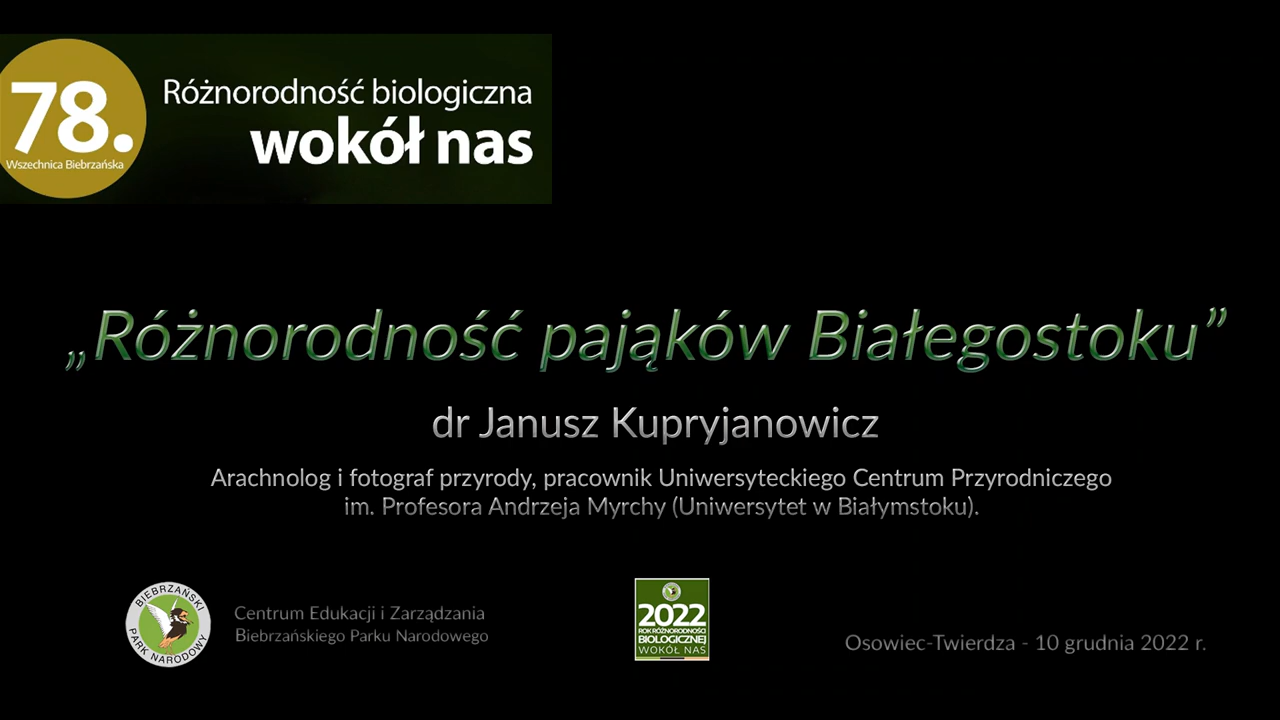 78.
Wszechnica Biebrzańska
Różnorodność biologiczna
wokół nas
„Różnorodność pająków Białegostoku”
dr Janusz Kupryjanowicz
Arachnolog i fotograf przyrody, pracownik Uniwersyteckiego Centrum Przyrodniczego
im. Profesora Andrzeja Myrchy (Uniwersytet w Białymstoku).
BIEBRZAŃSKI
PARK NARODOWY
Centrum Edukacji i Zarządzania
Biebrzańskiego Parku Narodowego
2022
ROK RÓŻNORODNOŚCI
BIOLOGICZNEJ
WOKÓŁ NAS
Osowiec-Twierdza - 10 grudnia 2022 r.